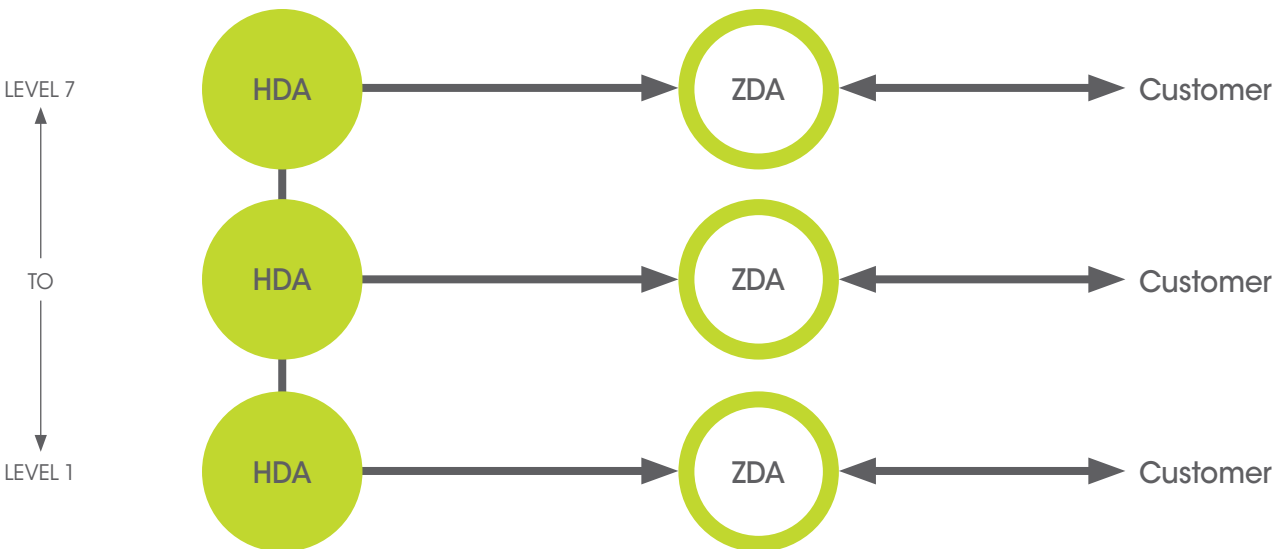 LEVEL 7 HDA ZDA Customer
TO HDA ZDA Customer
LEVEL 1 HDA ZDA Customer